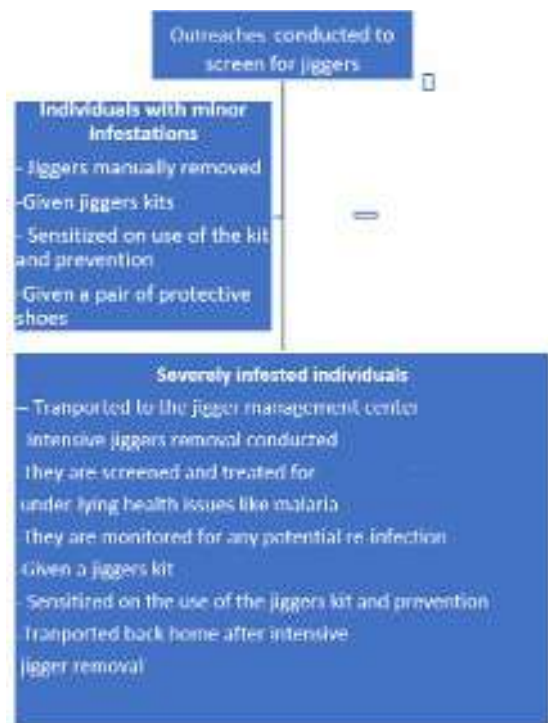 Outreaches conducted to
screen for jiggers
Individuals with minor
infestations
- Jiggers manually removed
-Given jiggers kits
- Sensitized on use of the kit
and prevention
-Given a pair of protective
shoes
Severely infested individuals
– Tranported to the jigger management center
intensive jiggers removal conducted
They are screened and treated for
under lying health issues like malaria
They are monitored for any potential re-infection
-Given a jiggers kit
- Sensitized on the use of the jiggers kit and prevention
- Tranported back home after intensive
jigger removal